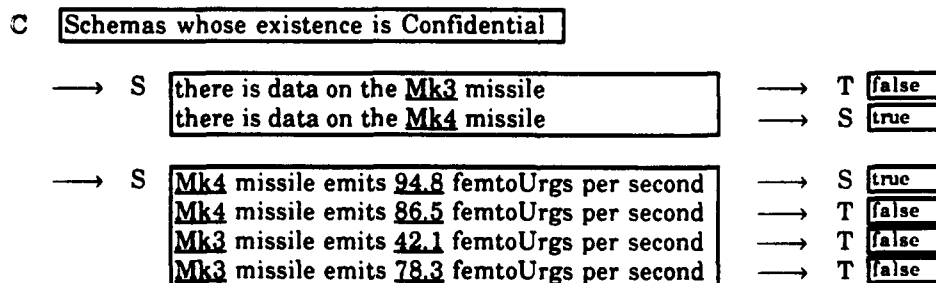 C Schemas whose existence is Confidential
⟶ S there is data on the Mk3 missile ⟶ T false
there is data on the Mk4 missile ⟶ S true
⟶ S Mk4 missile emits 94.8 femtoUrgs per second ⟶ S true
Mk4 missile emits 86.5 femtoUrgs per second ⟶ T false
Mk3 missile emits 42.1 femtoUrgs per second ⟶ T false
Mk3 missile emits 78.3 femtoUrgs per second ⟶ T false